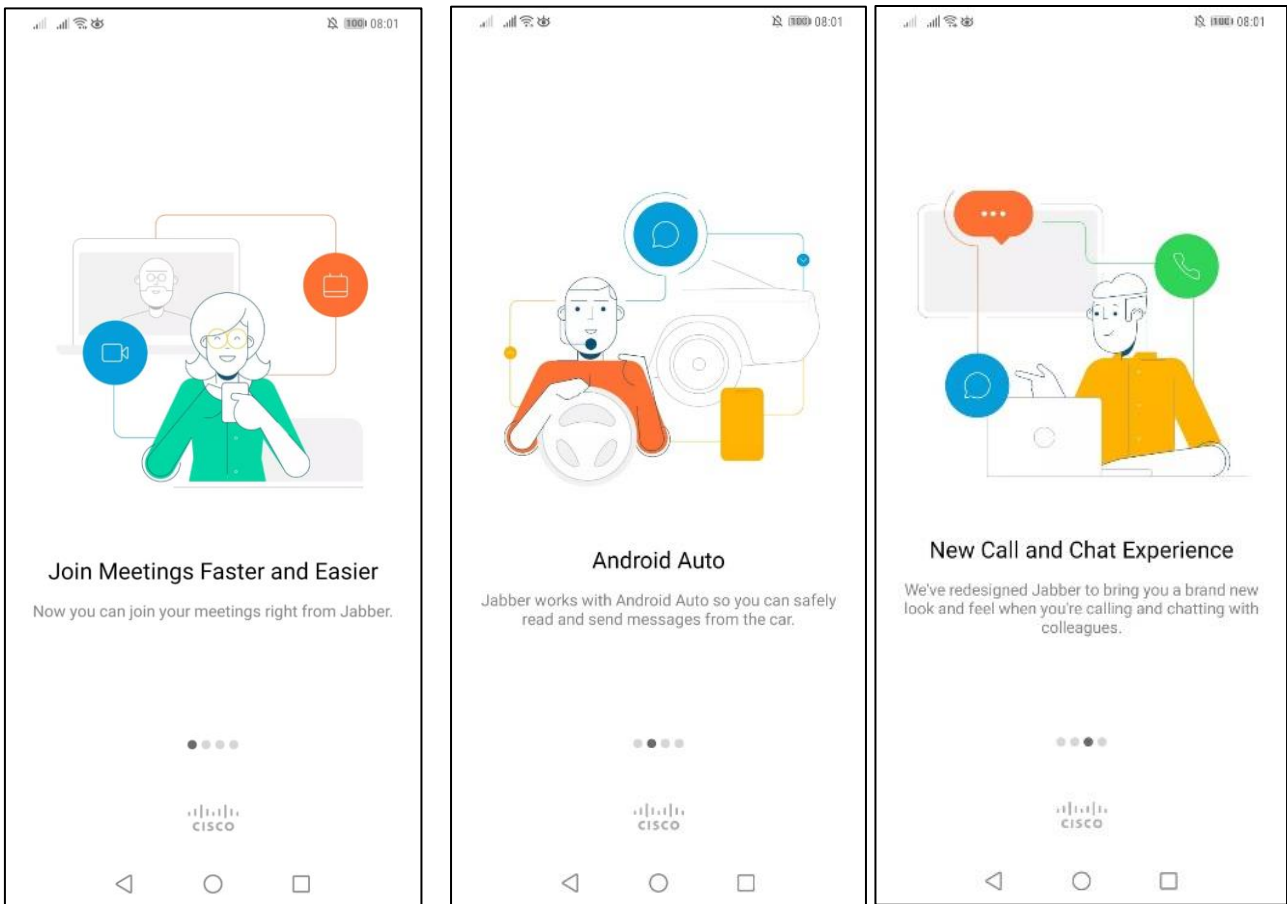 100 08:01
Join Meetings Faster and Easier
Now you can join your meetings right from Jabber.
CISCO
100 08:01
Android Auto
Jabber works with Android Auto so you can safely
read and send messages from the car.
CISCO
100 08:01
New Call and Chat Experience
We've redesigned Jabber to bring you a brand new
look and feel when you're calling and chatting with
colleagues.
CISCO